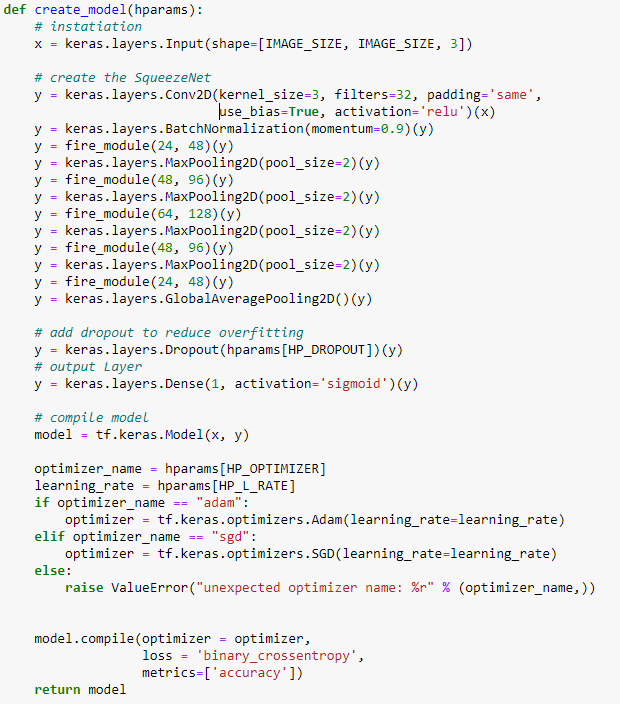 def create_model(hparams):
    # instatiation
    x = keras.layers.Input(shape=[IMAGE_SIZE, IMAGE_SIZE, 3])

    # create the SqueezeNet
    y = keras.layers.Conv2D(kernel_size=3, filters=32, padding='same',
                            use_bias=True, activation='relu')(x)
    y = keras.layers.BatchNormalization(momentum=0.9)(y)
    y = fire_module(24, 48)(y)
    y = keras.layers.MaxPooling2D(pool_size=2)(y)
    y = fire_module(48, 96)(y)
    y = keras.layers.MaxPooling2D(pool_size=2)(y)
    y = fire_module(64, 128)(y)
    y = keras.layers.MaxPooling2D(pool_size=2)(y)
    y = fire_module(48, 96)(y)
    y = keras.layers.MaxPooling2D(pool_size=2)(y)
    y = fire_module(24, 48)(y)
    y = keras.layers.GlobalAveragePooling2D()(y)

    # add dropout to reduce overfitting
    y = keras.layers.Dropout(hparams[HP_DROPOUT])(y)
    # output Layer
    y = keras.layers.Dense(1, activation='sigmoid')(y)

    # compile model
    model = tf.keras.Model(x, y)

    optimizer_name = hparams[HP_OPTIMIZER]
    learning_rate = hparams[HP_L_RATE]
    if optimizer_name == "adam":
        optimizer = tf.keras.optimizers.Adam(learning_rate=learning_rate)
    elif optimizer_name == "sgd":
        optimizer = tf.keras.optimizers.SGD(learning_rate=learning_rate)
    else:
        raise ValueError("unexpected optimizer name: %r" % (optimizer_name,))


    model.compile(optimizer = optimizer,
                  loss = 'binary_crossentropy',
                  metrics=['accuracy'])
    return model